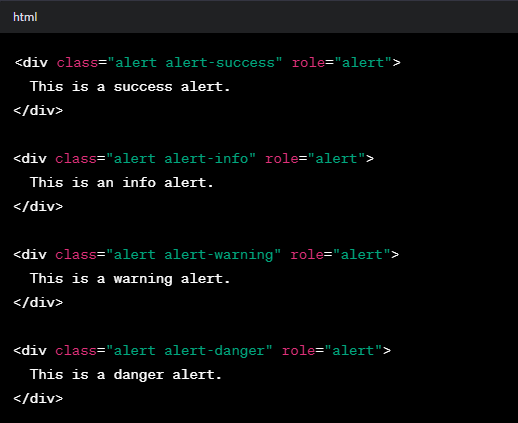 html
<div class="alert alert-success" role="alert">
  This is a success alert.
</div>

<div class="alert alert-info" role="alert">
  This is an info alert.
</div>

<div class="alert alert-warning" role="alert">
  This is a warning alert.
</div>

<div class="alert alert-danger" role="alert">
  This is a danger alert.
</div>